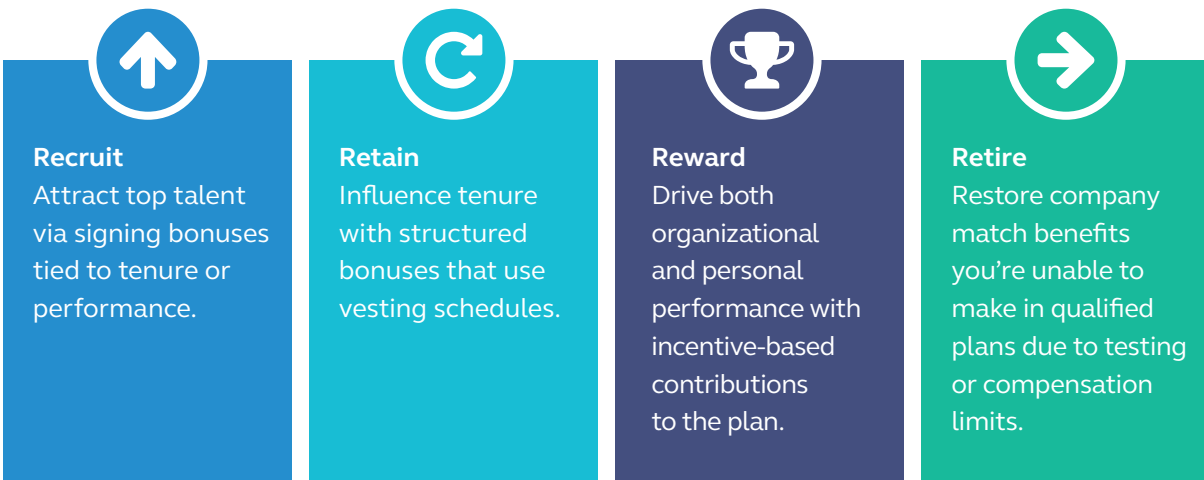 Recruit
Attract top talent
via signing bonuses
tied to tenure or
performance.
Retain
Influence tenure
with structured
bonuses that use
vesting schedules.
Reward
Drive both
organizational
and personal
performance with
incentive-based
contributions
to the plan.
Retire
Restore company
match benefits
you’re unable to
make in qualified
plans due to testing
or compensation
limits.